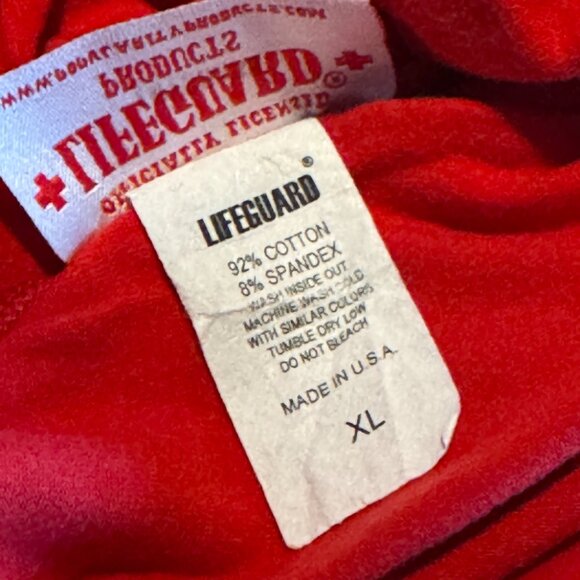 WWW.POPULARITYPRODUCTS.COM
PRODUCTS
LIFEGUARD®
OFFICIALLY LICENSED
LIFEGUARD®
92% COTTON
8% SPANDEX
WASH INSIDE OUT
MACHINE WASH COLD
WITH SIMILAR COLORS
TUMBLE DRY LOW
DO NOT BLEACH
MADE IN U.S.A.
XL